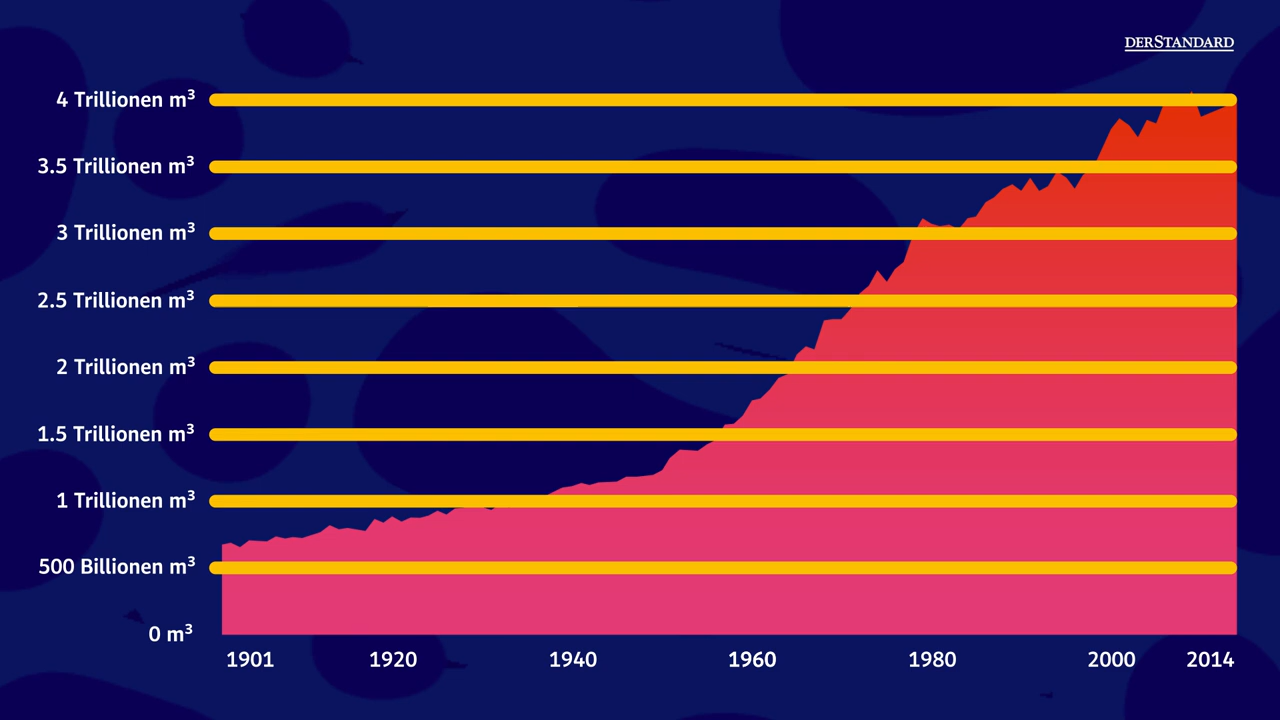 DERSTANDARD
4 Trillionen m³
3.5 Trillionen m³
3 Trillionen m³
2.5 Trillionen m³
2 Trillionen m³
1.5 Trillionen m³
1 Trillionen m³
500 Billionen m³
0 m³
1901 1920 1940 1960 1980 2000 2014